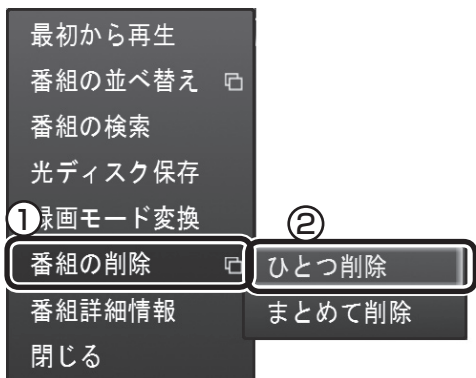 最初から再生
番組の並べ替え
番組の検索
光ディスク保存
① 録画モード変換
②
番組の削除
ひとつ削除
番組詳細情報
まとめて削除
閉じる